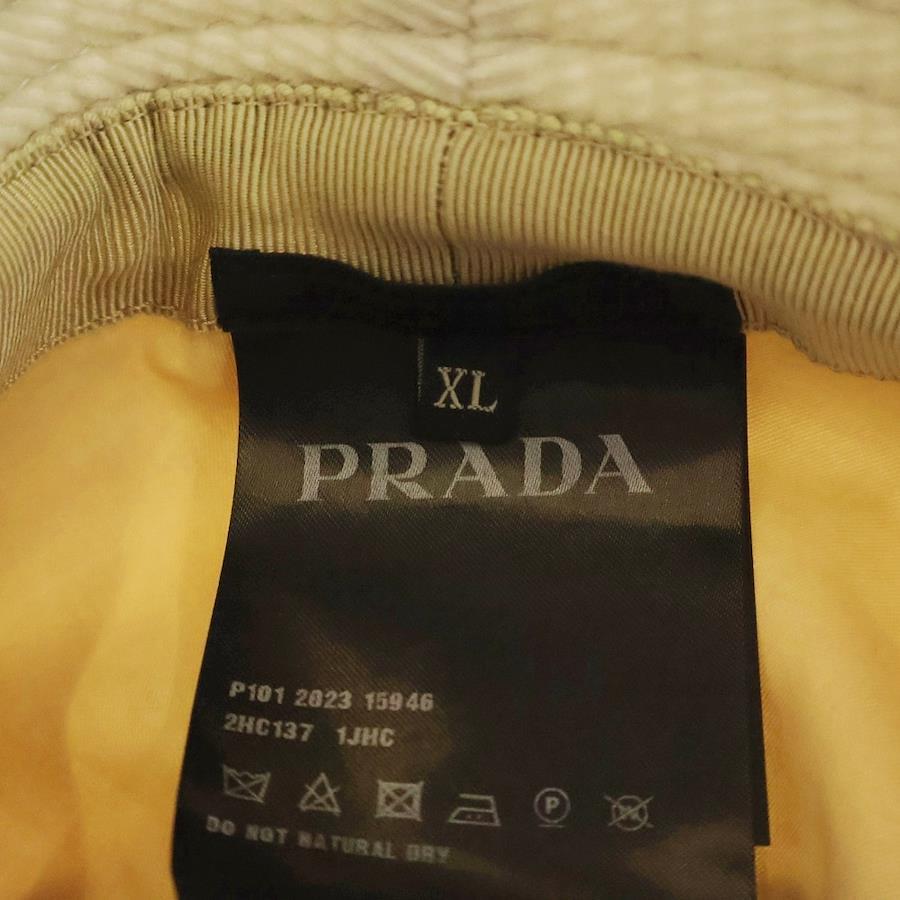 XL
PRADA
P101 2023 15946
2HC137 1JHC
P
DO NOT NATURAL DRY